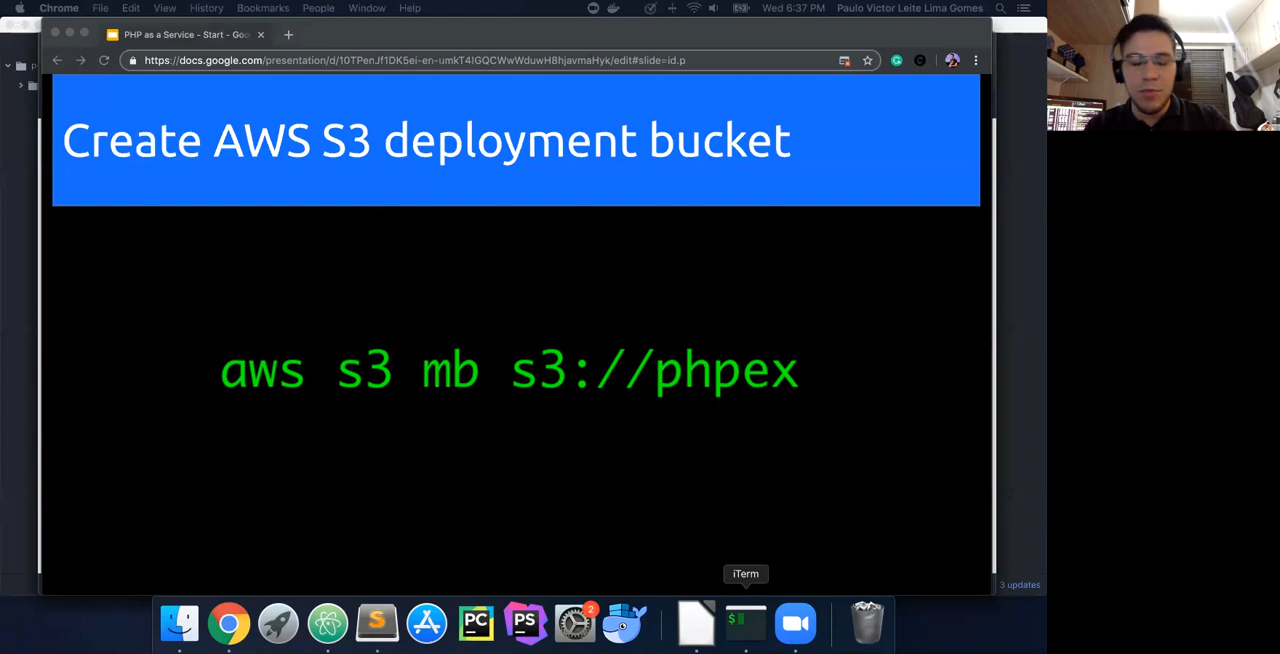 Chrome File Edit View History Bookmarks People Window Help Wed 6:37 PM Paulo Victor Leite Lima Gomes
PHP as a Service - Start - Goo
https://docs.google.com/presentation/d/10TPenJf1DK5ei-en-umkT4IGQCWwWduwH8hjavmaHyk/edit#slide=id.p
Create AWS S3 deployment bucket
aws s3 mb s3://phpex
iTerm
3 updates
PC
PS
2
S
$